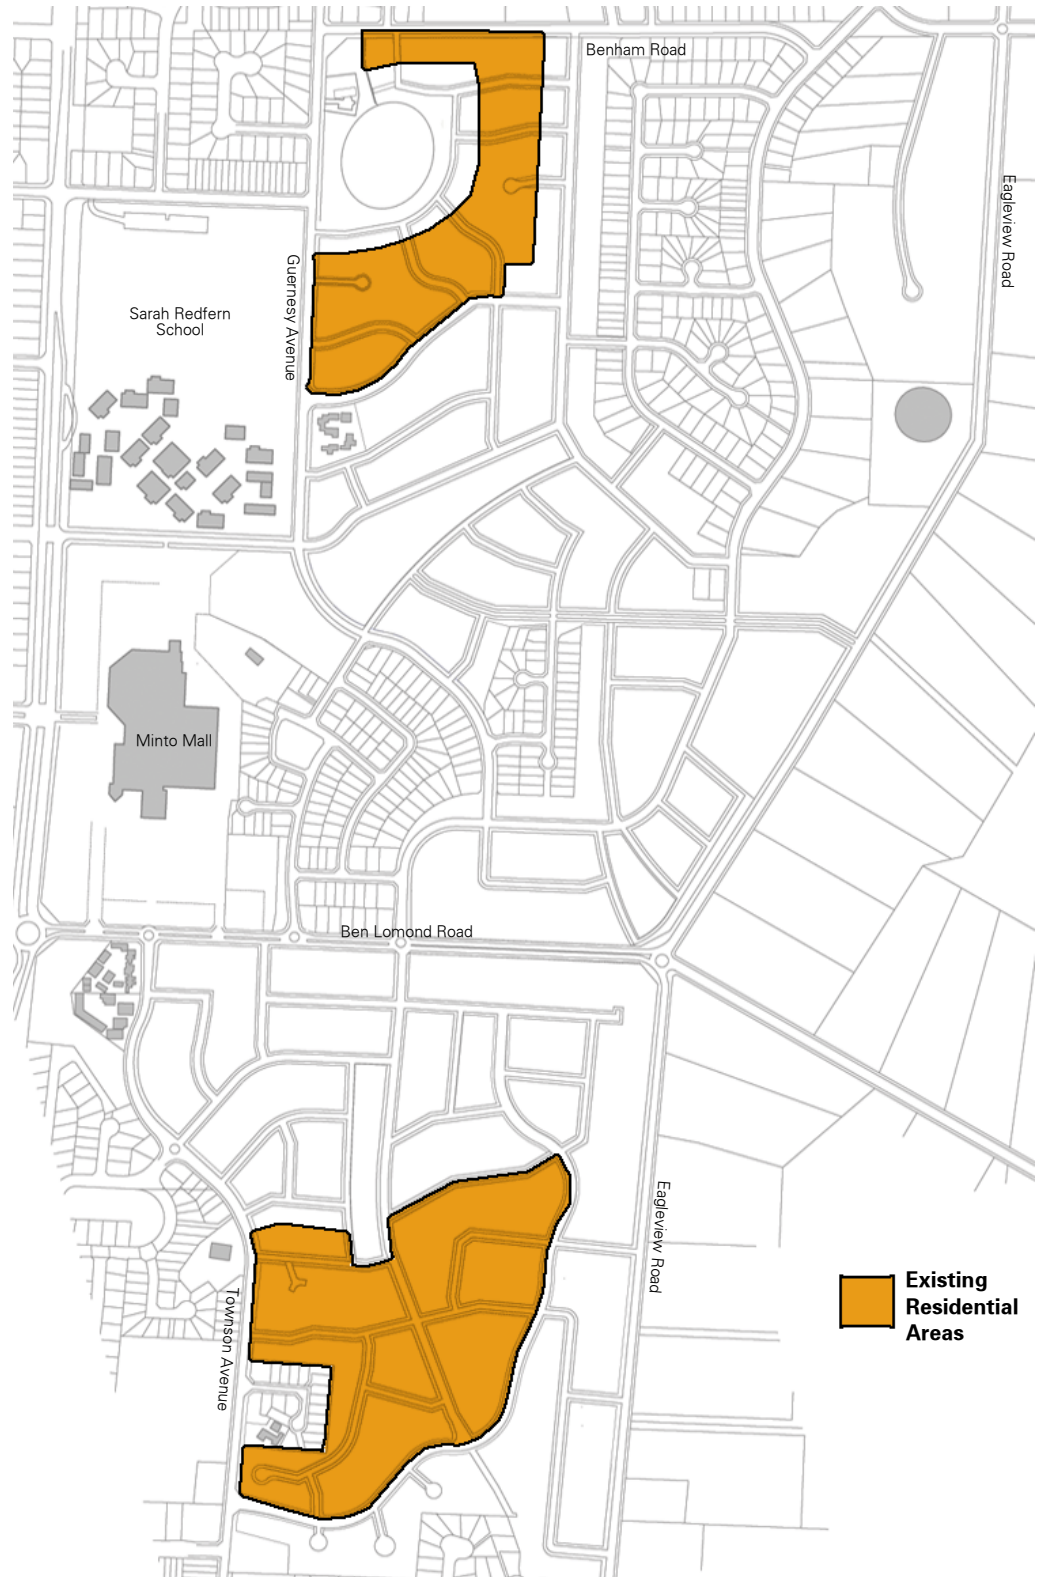 Benham Road
Eagleview Road
Guernesy Avenue
Sarah Redfern
School
Minto Mall
Ben Lomond Road
Eagleview Road
Townson Avenue
Existing
Residential
Areas